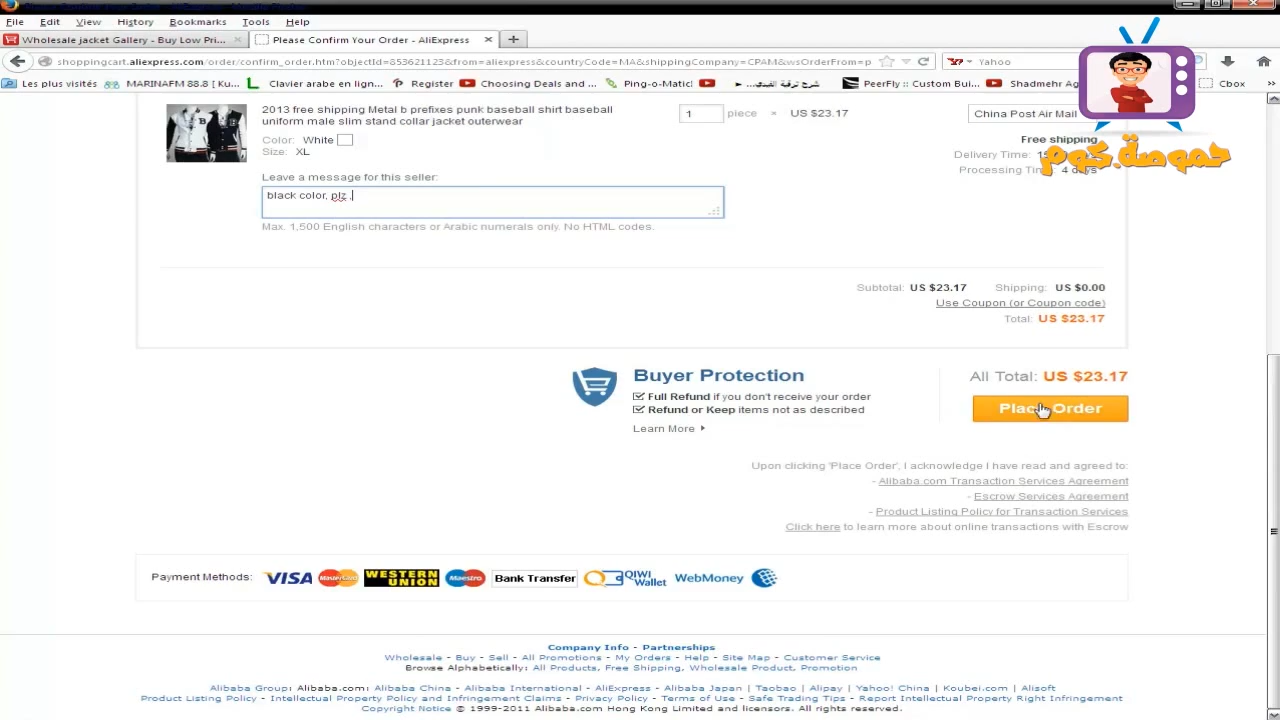 File Edit View History Bookmarks Tools Help
Wholesale jacket Gallery - Buy Low Pri... × Please Confirm Your Order - AliExpress × +
shoppingcart.aliexpress.com/order/confirm_order.htm?objectId=853621123&from=aliexpress&countryCode=MA&shippingCompany=CPAM&wsOrderFrom=p Yahoo
Les plus visités MARINAFM 88.8 | Ku... Clavier arabe en ligne ... Register Choosing Deals and ... Ping-o-Matic! PeerFly :: Custom Bui... Shadmehr Ag Cbox
2013 free shipping Metal b process punk baseball shirt baseball
uniform male slim stand collar jacket outerwear
1 piece × US $23.17
China Post Air Mail
Color: White
Size: XL
Free shipping
Delivery Time:
Processing Time: 4 days
حموصة.كوم
Leave a message for this seller:
black color, plz ,
Max. 1,500 English characters or Arabic numerals only. No HTML codes.
Subtotal: US $23.17 Shipping: US $0.00
Use Coupon (or Coupon code)
Total: US $23.17
Buyer Protection
Full Refund if you don't receive your order
Refund or Keep items not as described
Learn More
All Total: US $23.17
Place Order
Upon clicking 'Place Order', I acknowledge I have read and agreed to:
- Alibaba.com Transaction Services Agreement
- Escrow Services Agreement
- Product Listing Policy for Transaction Services
Click here to learn more about online transactions with Escrow
Payment Methods: VISA MasterCard WESTERN UNION Maestro Bank Transfer QIWI Wallet WebMoney
Company Info - Partnerships
Wholesale - Buy - Sell - All Promotions - My Orders - Help - Site Map - Customer Service
Browse Alphabetically: All Products, Free Shipping, Wholesale Product, Promotion
Alibaba Group: Alibaba.com: Alibaba China - Alibaba International - AliExpress - Alibaba Japan | Taobao | Alipay | Yahoo! China | Koubei.com | Alisoft
Product Listing Policy - Intellectual Property Policy and Infringement Claims - Privacy Policy - Terms of Use - Safe Trading Tips - Report Intellectual Property Right Infringement
Copyright Notice © 1999-2011 Alibaba.com Hong Kong Limited and licensors. All rights reserved.